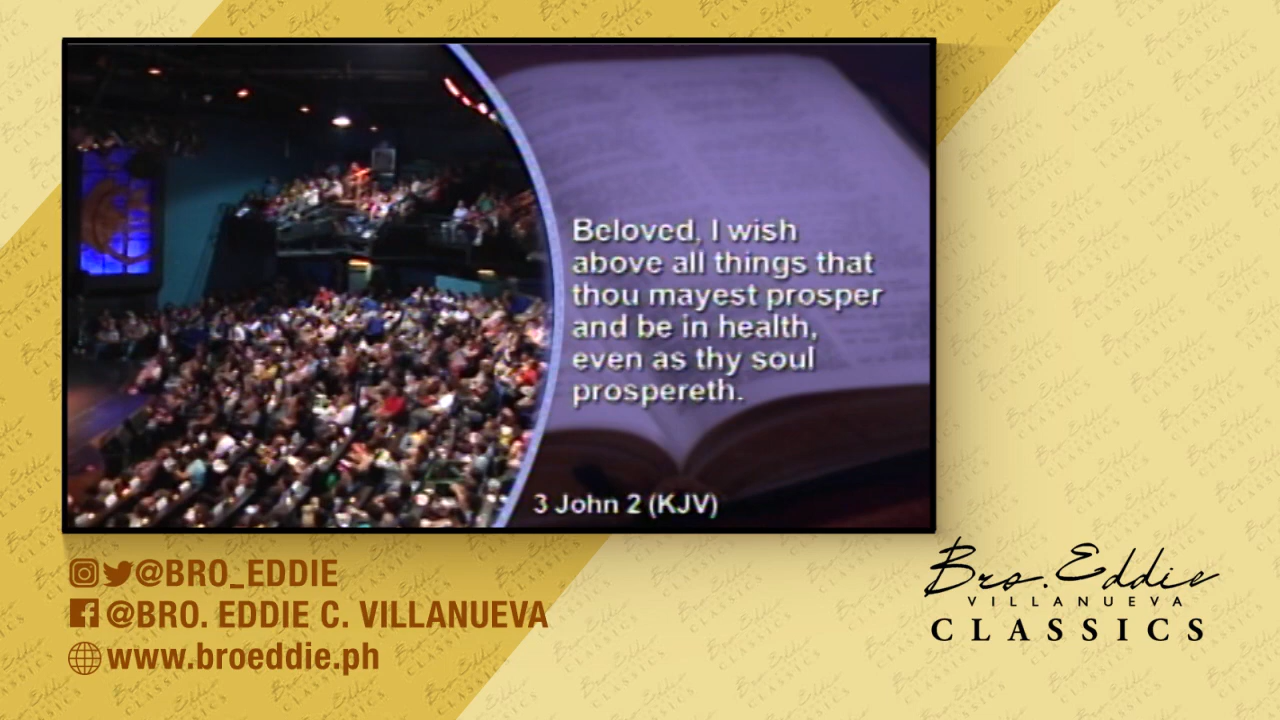 Beloved, I wish
above all things that
thou mayest prosper
and be in health,
even as thy soul
prospereth.
3 John 2 (KJV)
@BRO_EDDIE
@BRO. EDDIE C. VILLANUEVA
www.broeddie.ph
Bro. Eddie
VILLANUEVA
CLASSICS